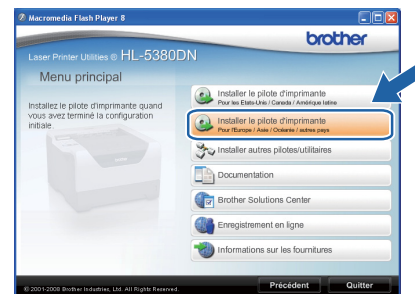 Macromedia Flash Player 8
brother
Laser Printer Utilities ® HL-5380DN
Menu principal
Installez le pilote d'imprimante quand
vous avez terminé la configuration
initiale.
Installer le pilote d'imprimante
Pour les Etats-Unis / Canada / Amérique latine
Installer le pilote d'imprimante
Pour l'Europe / Asie / Océanie / autres pays
Installer autres pilotes/utilitaires
Documentation
Brother Solutions Center
Enregistrement en ligne
Informations sur les fournitures
© 2001-2008 Brother Industries, Ltd. All Rights Reserved.
Précédent
Quitter